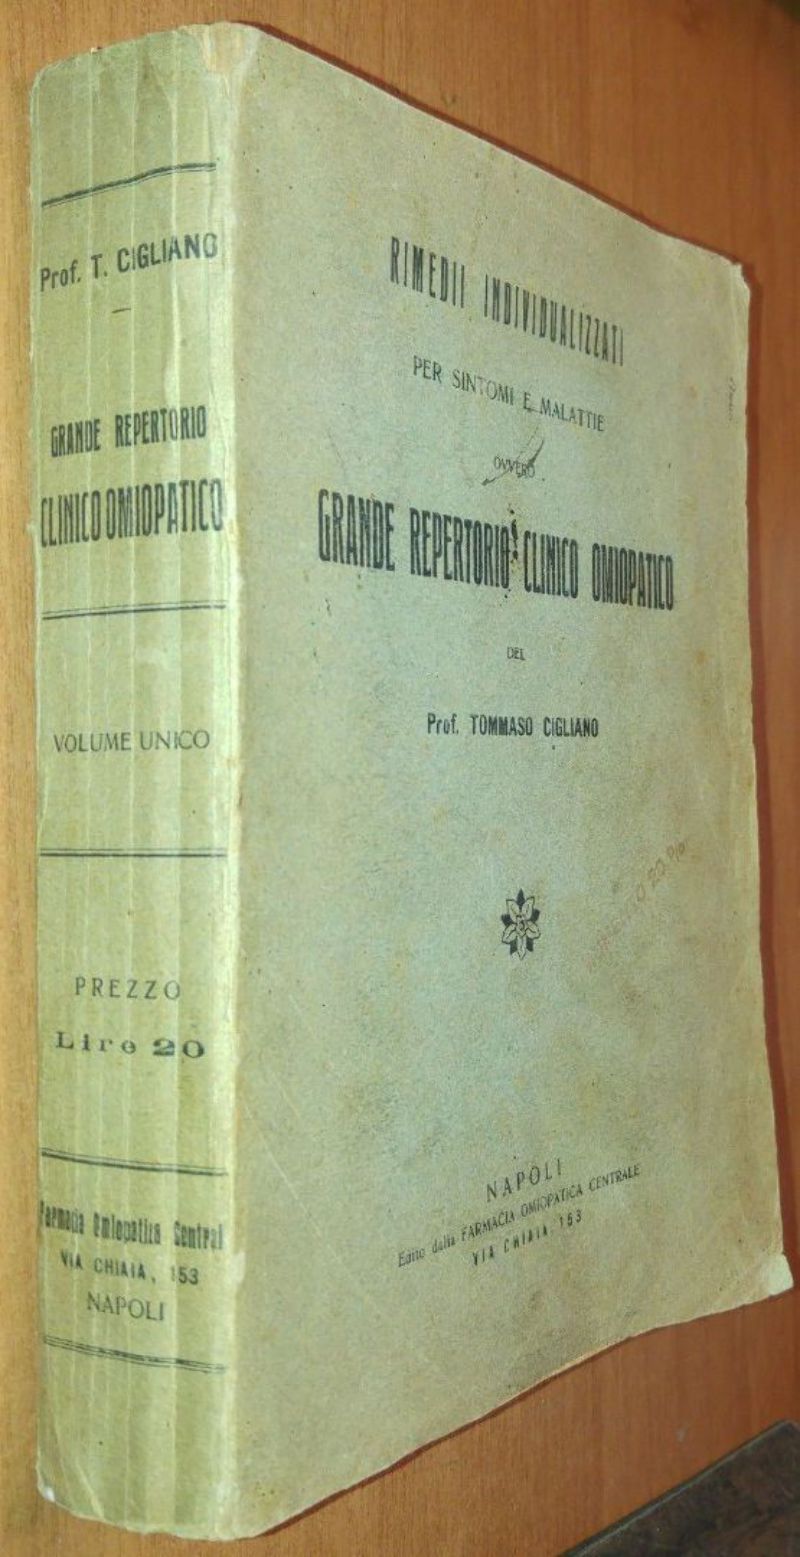 Prof. T. CIGLIANO
GRANDE REPERTORIO
CLINICO OMIOPATICO
VOLUME UNICO
PREZZO
Lire 20
Farmacia Omiopatica Central
VIA CHIAIA, 153
NAPOLI
RIMEDII INDIVIDUALIZZATI
PER SINTOMI E MALATTIE
OVVERO
GRANDE REPERTORIO CLINICO OMIOPATICO
DEL
Prof. TOMMASO CIGLIANO
NAPOLI
Edito dalla FARMACIA OMIOPATICA CENTRALE
VIA CHIAIA 153